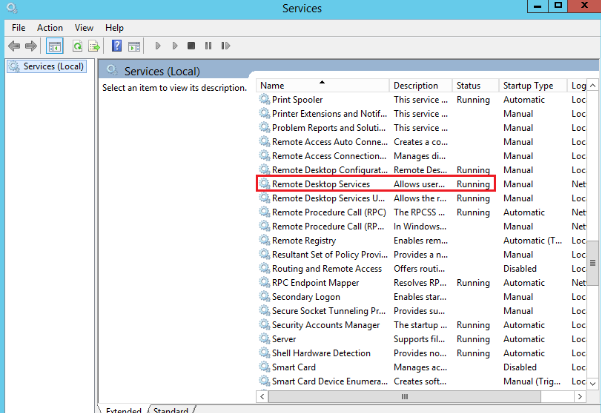 Services
File Action View Help
Services (Local)
Services (Local)
Select an item to view its description.
Name Description Status Startup Type Log
Print Spooler This service ... Running Automatic Loc
Printer Extensions and Notif... This service ... Manual Loc
Problem Reports and Soluti... This service ... Manual Loc
Remote Access Auto Conne... Creates a co... Manual Loc
Remote Access Connection... Manages di... Manual Loc
Remote Desktop Configurat... Remote Des... Running Manual Loc
Remote Desktop Services Allows user... Running Manual Net
Remote Desktop Services U... Allows the r... Running Manual Loc
Remote Procedure Call (RPC) The RPCSS ... Running Automatic Net
Remote Procedure Call (RP... In Windows... Manual Net
Remote Registry Enables rem... Automatic (T... Loc
Resultant Set of Policy Provi... Provides a n... Manual Loc
Routing and Remote Access Offers routi... Disabled Loc
RPC Endpoint Mapper Resolves RP... Running Automatic Net
Secondary Logon Enables star... Manual Loc
Secure Socket Tunneling Pr... Provides su... Manual Loc
Security Accounts Manager The startup ... Running Automatic Loc
Server Supports fil... Running Automatic Loc
Shell Hardware Detection Provides no... Running Automatic Loc
Smart Card Manages ac... Disabled Loc
Smart Card Device Enumera... Creates soft... Manual (Trig... Loc
Extended Standard